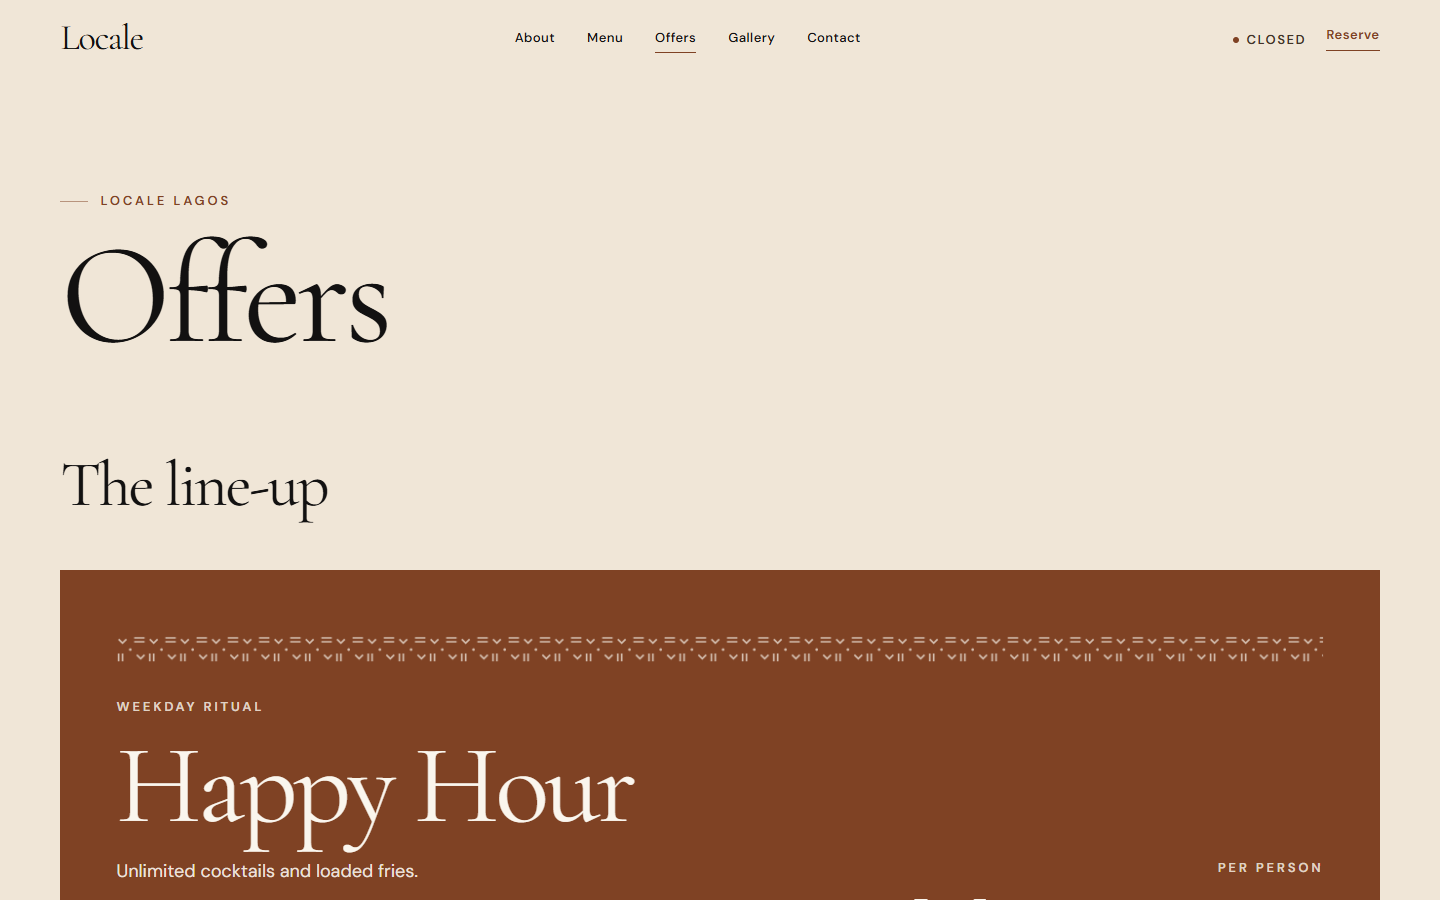 Locale
About
Menu
Offers
Gallery
Contact
CLOSED
Reserve
LOCALE LAGOS
Offers
The line-up
WEEKDAY RITUAL
Happy Hour
Unlimited cocktails and loaded fries.
PER PERSON